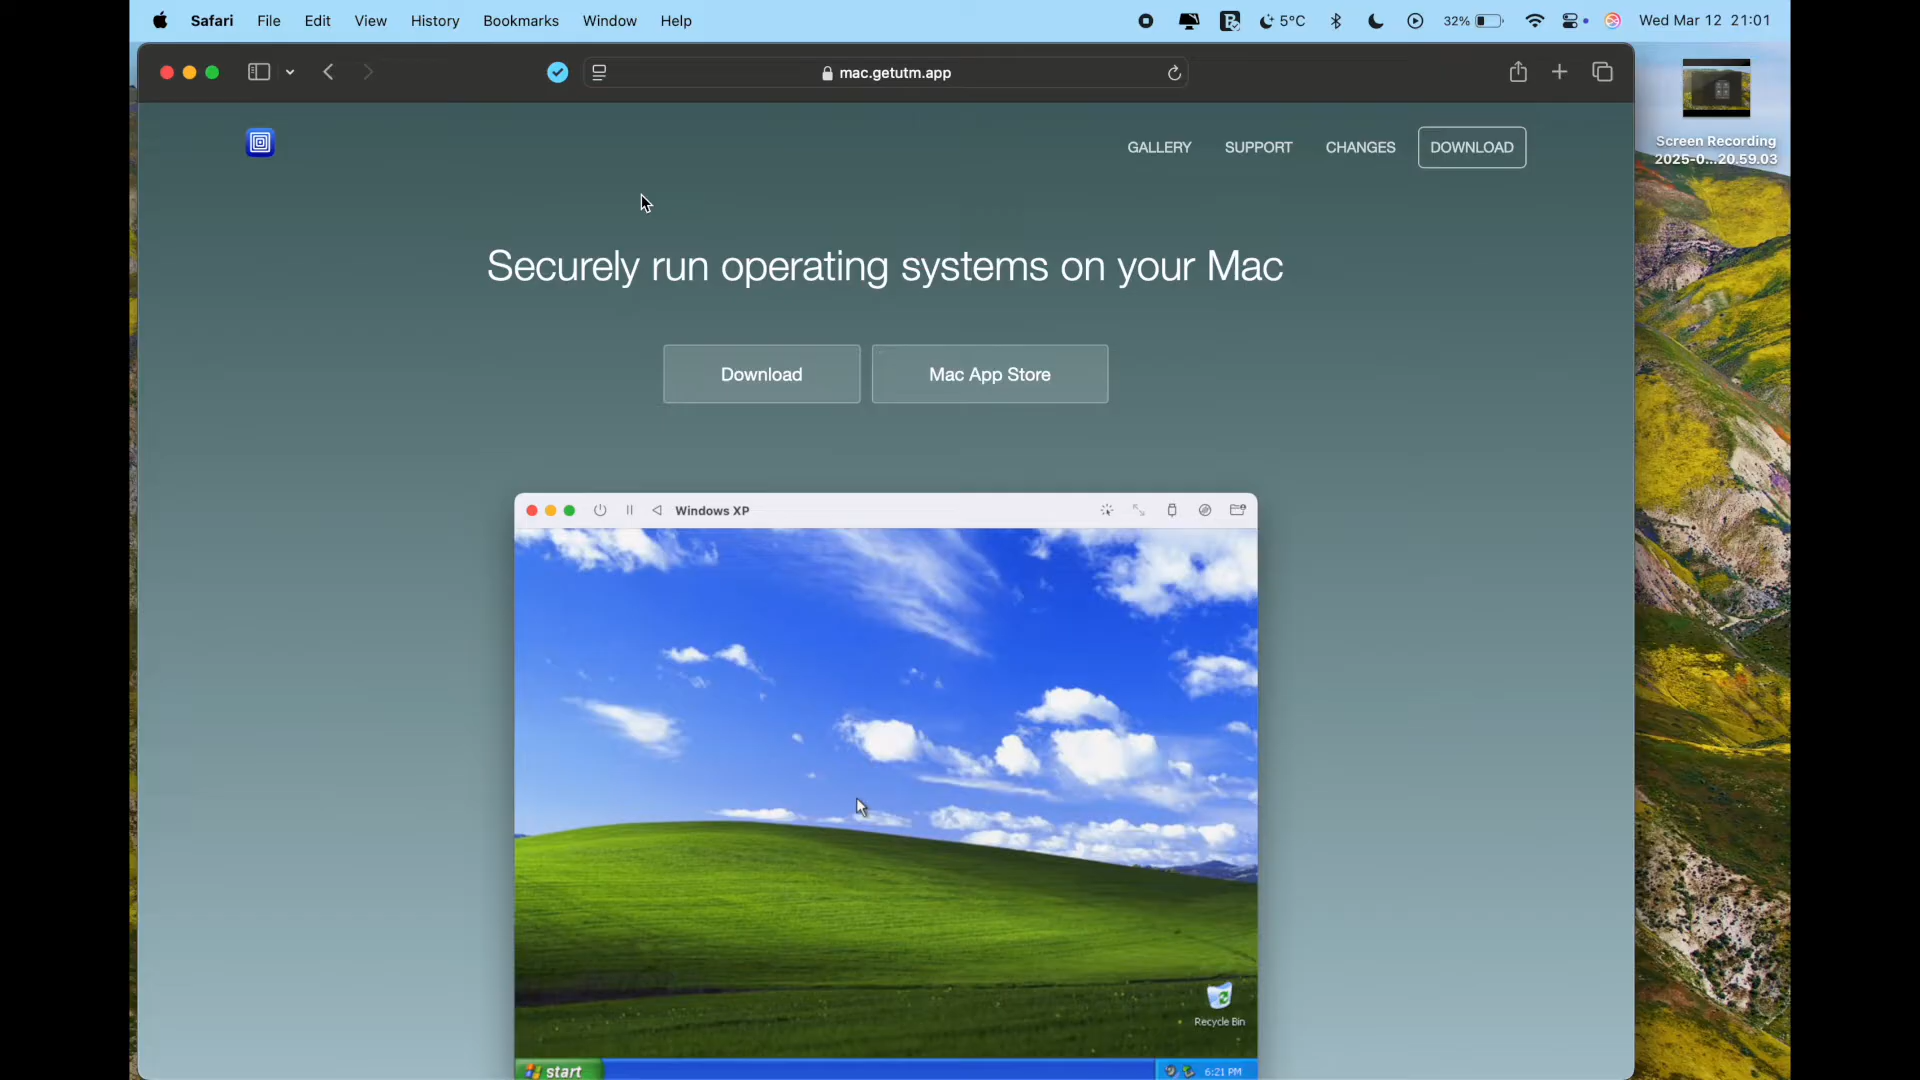 Safari File Edit View History Bookmarks Window Help 5°C 32% Wed Mar 12 21:01
mac.getutm.app
Screen Recording
2025-0...20.59.03
GALLERY SUPPORT CHANGES DOWNLOAD
Securely run operating systems on your Mac
Download Mac App Store
Windows XP
Recycle Bin
start 6:21 PM